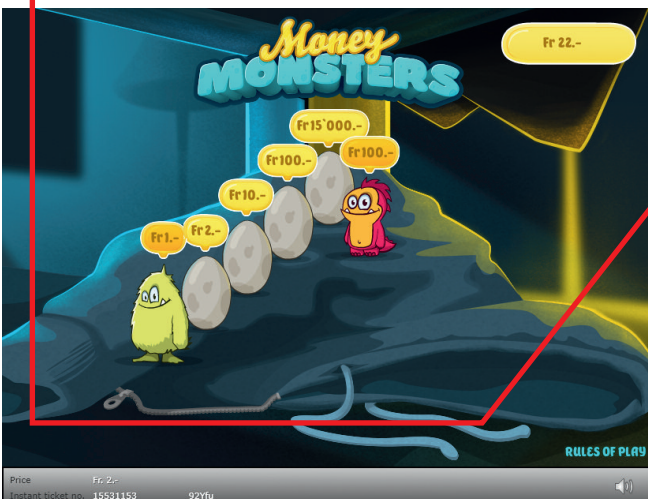 Money
MONSTERS
Fr 22.-
Fr15`000.-
Fr100.-
Fr100.-
Fr10.-
Fr1.-
Fr2.-
RULES OF PLAY
Price Fr. 2.-
Instant ticket no. 15531153 92Yfu